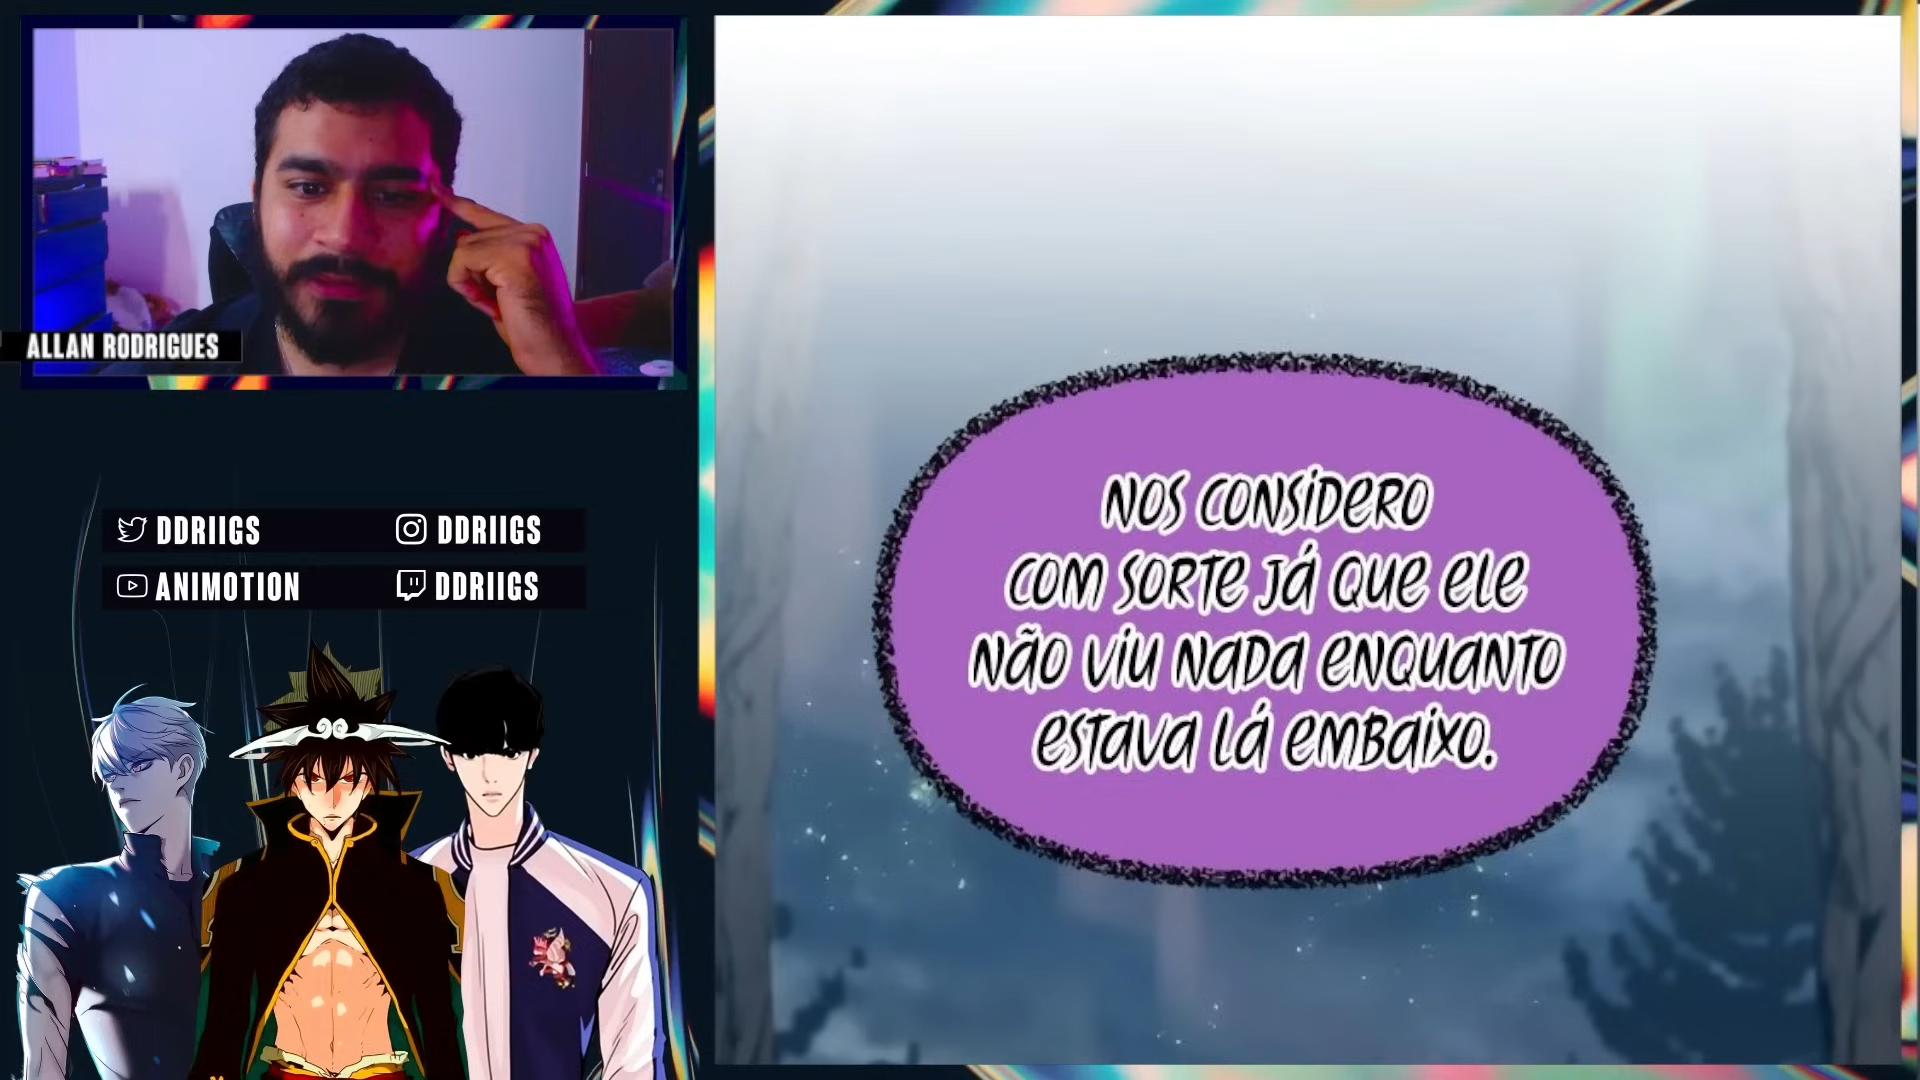 ALLAN RODRIGUES
DDRIIGS
DDRIIGS
ANIMOTION
DDRIIGS
NOS CONSIDERO
COM SORTE JÁ QUE ELE
NÃO VIU NADA ENQUANTO
ESTAVA LÁ EMBAIXO.